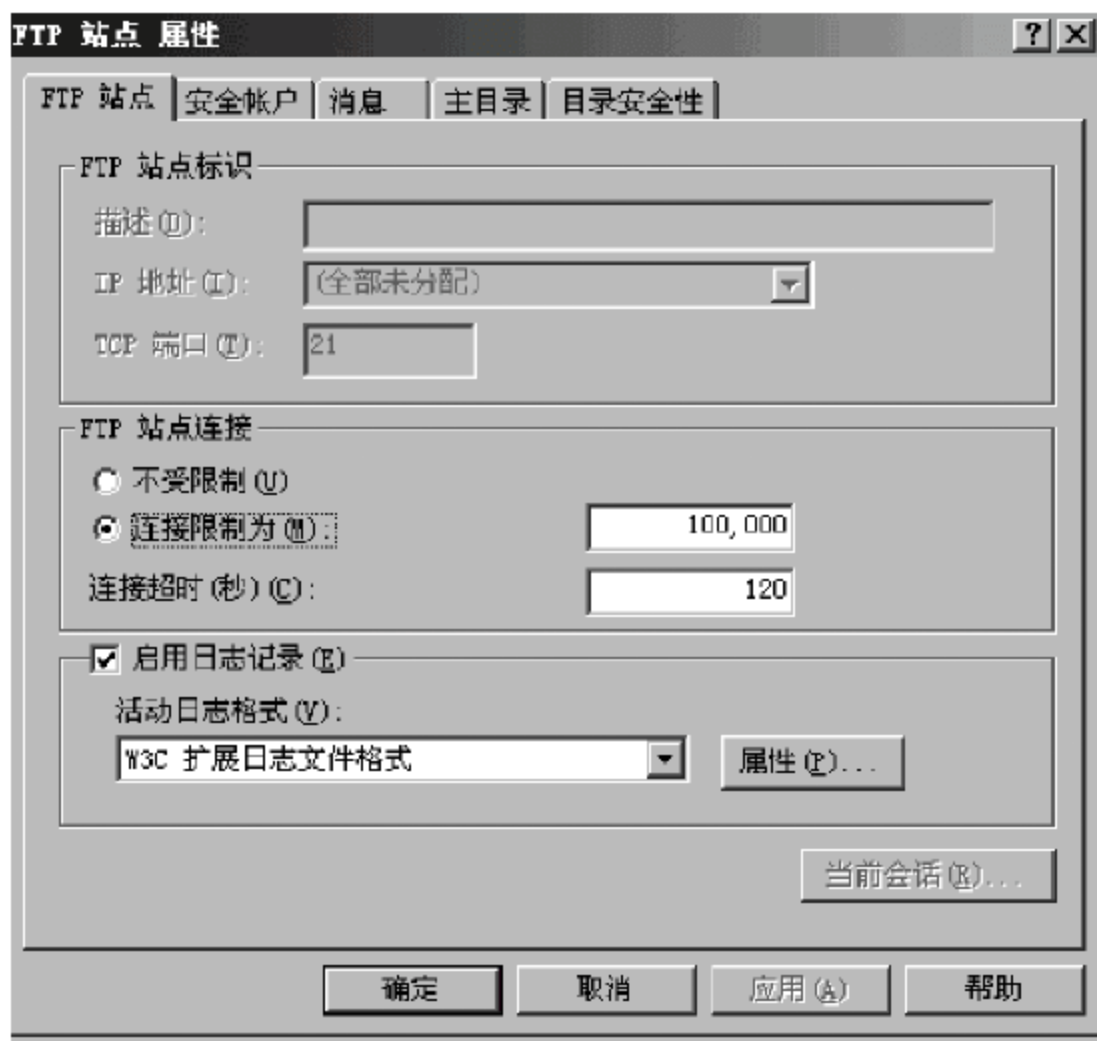 FTP 站点 属性
FTP 站点 安全帐户 消息 主目录 目录安全性
FTP 站点标识
描述(D):
IP 地址(I): (全部未分配)
TCP 端口(T): 21
FTP 站点连接
不受限制(U)
连接限制为(M): 100,000
连接超时(秒)(C): 120
启用日志记录(E)
活动日志格式(V):
W3C 扩展日志文件格式 属性(P)...
当前会话(R)...
确定 取消 应用(A) 帮助